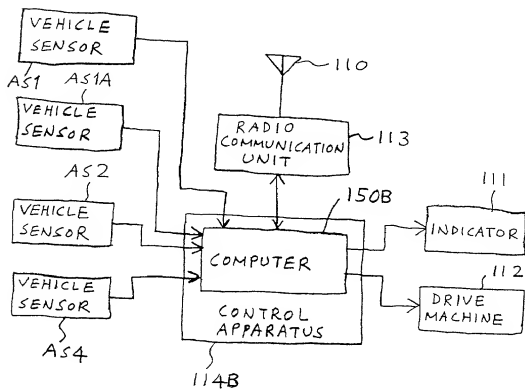 VEHICLE
SENSOR
AS1
AS1A
VEHICLE
SENSOR
AS2
VEHICLE
SENSOR
VEHICLE
SENSOR
AS4
110
RADIO
COMMUNICATION
UNIT
113
150B
COMPUTER
CONTROL
APPARATUS
114B
111
INDICATOR
112
DRIVE
MACHINE